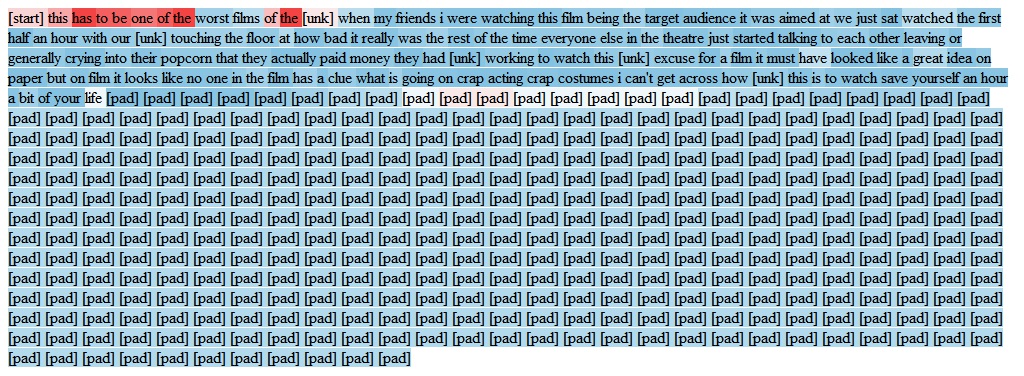 [start] this has to be one of the worst films of the [unk] when my friends i were watching this film being the target audience it was aimed at we just sat watched the first
half an hour with our [unk] touching the floor at how bad it really was the rest of the time everyone else in the theatre just started talking to each other leaving or
generally crying into their popcorn that they actually paid money they had [unk] working to watch this [unk] excuse for a film it must have looked like a great idea on
paper but on film it looks like no one in the film has a clue what is going on crap acting crap costumes i can't get across how [unk] this is to watch save yourself an hour
a bit of your life [pad] [pad] [pad] [pad] [pad] [pad] [pad] [pad] [pad] [pad] [pad] [pad] [pad] [pad] [pad] [pad] [pad] [pad] [pad] [pad] [pad] [pad] [pad] [pad]
[pad] [pad] [pad] [pad] [pad] [pad] [pad] [pad] [pad] [pad] [pad] [pad] [pad] [pad] [pad] [pad] [pad] [pad] [pad] [pad] [pad] [pad] [pad] [pad] [pad] [pad] [pad]
[pad] [pad] [pad] [pad] [pad] [pad] [pad] [pad] [pad] [pad] [pad] [pad] [pad] [pad] [pad] [pad] [pad] [pad] [pad] [pad] [pad] [pad] [pad] [pad] [pad] [pad] [pad]
[pad] [pad] [pad] [pad] [pad] [pad] [pad] [pad] [pad] [pad] [pad] [pad] [pad] [pad] [pad] [pad] [pad] [pad] [pad] [pad] [pad] [pad] [pad] [pad] [pad] [pad] [pad]
[pad] [pad] [pad] [pad] [pad] [pad] [pad] [pad] [pad] [pad] [pad] [pad] [pad] [pad] [pad] [pad] [pad] [pad] [pad] [pad] [pad] [pad] [pad] [pad] [pad] [pad] [pad]
[pad] [pad] [pad] [pad] [pad] [pad] [pad] [pad] [pad] [pad] [pad] [pad] [pad] [pad] [pad] [pad] [pad] [pad] [pad] [pad] [pad] [pad] [pad] [pad] [pad] [pad] [pad]
[pad] [pad] [pad] [pad] [pad] [pad] [pad] [pad] [pad] [pad] [pad] [pad] [pad] [pad] [pad] [pad] [pad] [pad] [pad] [pad] [pad] [pad] [pad] [pad] [pad] [pad] [pad]
[pad] [pad] [pad] [pad] [pad] [pad] [pad] [pad] [pad] [pad] [pad] [pad] [pad] [pad] [pad] [pad] [pad] [pad] [pad] [pad] [pad] [pad] [pad] [pad] [pad] [pad] [pad]
[pad] [pad] [pad] [pad] [pad] [pad] [pad] [pad] [pad] [pad] [pad] [pad] [pad] [pad] [pad] [pad] [pad] [pad] [pad] [pad] [pad] [pad] [pad] [pad] [pad] [pad] [pad]
[pad] [pad] [pad] [pad] [pad] [pad] [pad] [pad] [pad] [pad] [pad] [pad] [pad] [pad] [pad] [pad] [pad] [pad] [pad] [pad] [pad] [pad] [pad] [pad] [pad] [pad] [pad]
[pad] [pad] [pad] [pad] [pad] [pad] [pad] [pad] [pad] [pad] [pad] [pad] [pad] [pad] [pad] [pad] [pad] [pad] [pad] [pad] [pad] [pad] [pad] [pad] [pad] [pad] [pad]
[pad] [pad] [pad] [pad] [pad] [pad] [pad] [pad] [pad] [pad] [pad] [pad] [pad] [pad] [pad] [pad] [pad] [pad] [pad] [pad] [pad] [pad] [pad] [pad] [pad] [pad] [pad]
[pad] [pad] [pad] [pad] [pad] [pad] [pad] [pad] [pad] [pad] [pad] [pad] [pad] [pad] [pad] [pad] [pad] [pad] [pad] [pad] [pad] [pad] [pad] [pad] [pad] [pad] [pad]
[pad] [pad] [pad] [pad] [pad] [pad] [pad] [pad] [pad] [pad] [pad]